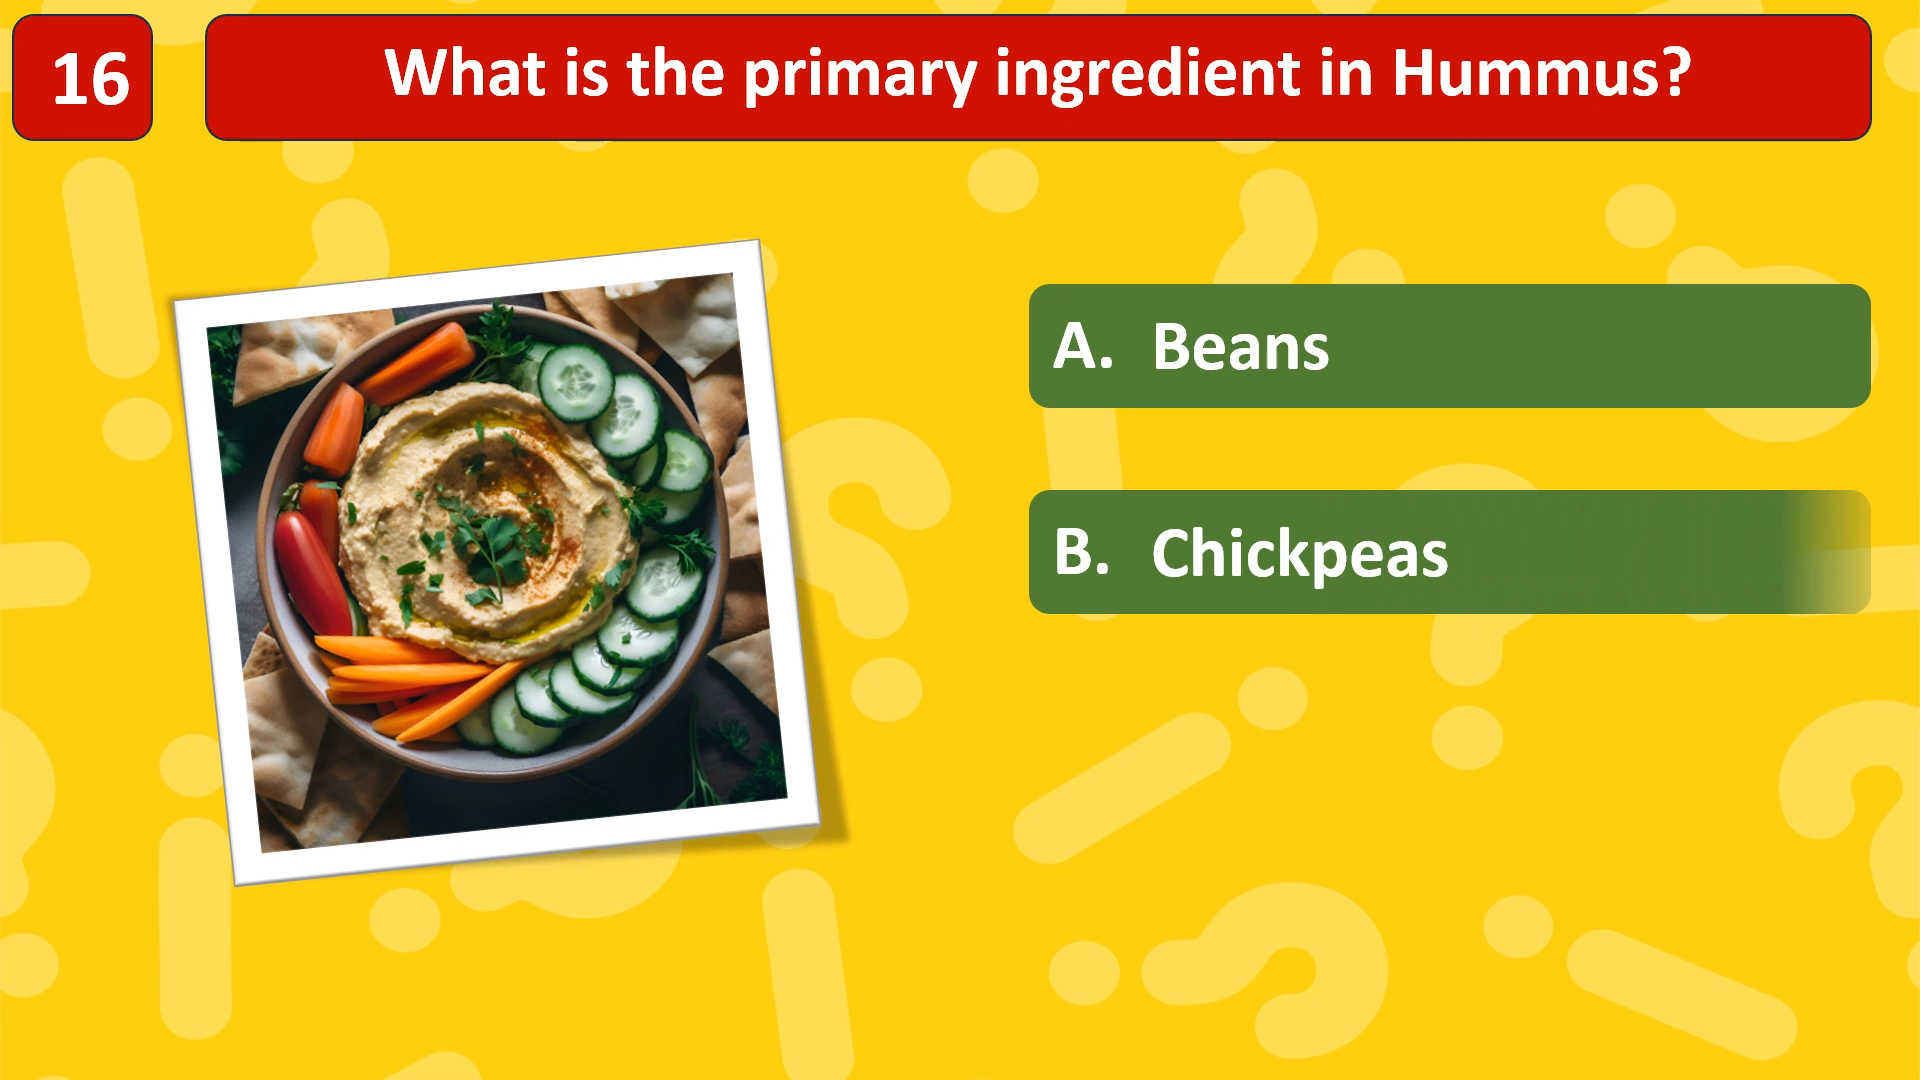 16
What is the primary ingredient in Hummus?
A. Beans
B. Chickpeas